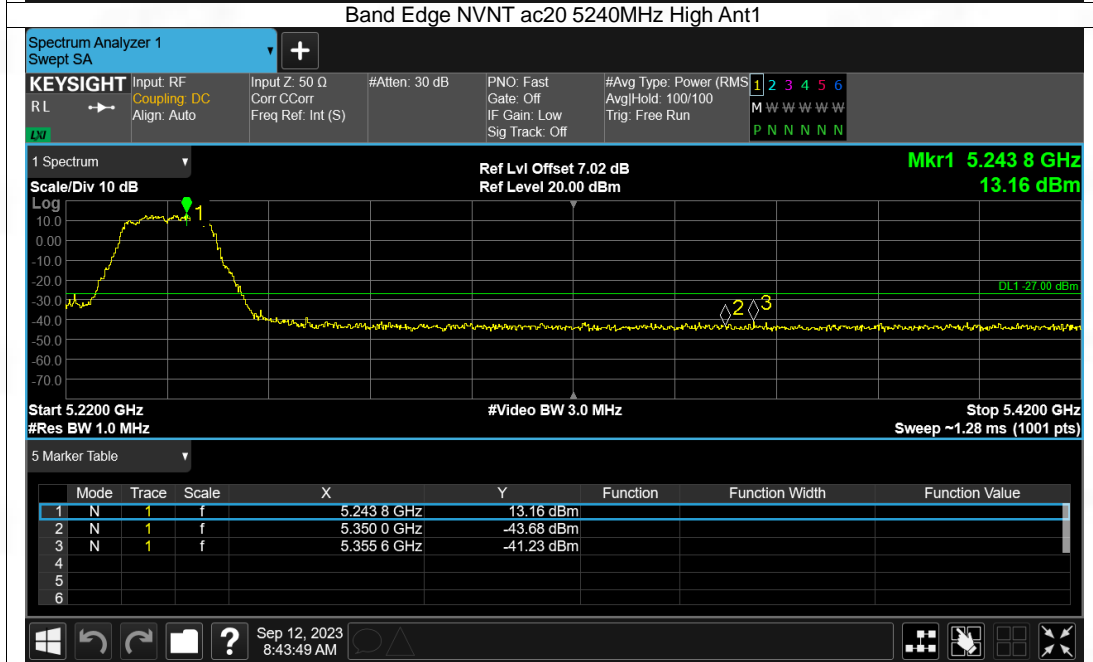 Band Edge NVNT ac20 5240MHz High Ant1
Spectrum Analyzer 1
Swept SA
+
KEYSIGHT Input: RF Input Z: 50 Ω #Atten: 30 dB PNO: Fast #Avg Type: Power (RMS 1 2 3 4 5 6
RL Coupling: DC Corr CCorr Gate: Off Avg|Hold: 100/100 M W W W W W
Align: Auto Freq Ref: Int (S) IF Gain: Low Trig: Free Run
LXI Sig Track: Off P N N N N N
1 Spectrum Ref Lvl Offset 7.02 dB Mkr1 5.243 8 GHz
Scale/Div 10 dB Ref Level 20.00 dBm 13.16 dBm
Log
10.0 1
0.00
-10.0
-20.0
DL1 -27.00 dBm
-30.0
2 3
-40.0
-50.0
-60.0
-70.0
Start 5.2200 GHz #Video BW 3.0 MHz Stop 5.4200 GHz
#Res BW 1.0 MHz Sweep ~1.28 ms (1001 pts)
5 Marker Table
Mode Trace Scale X Y Function Function Width Function Value
1 N 1 f 5.243 8 GHz 13.16 dBm
2 N 1 f 5.350 0 GHz -43.68 dBm
3 N 1 f 5.355 6 GHz -41.23 dBm
4
5
6
? Sep 12, 2023
8:43:49 AM